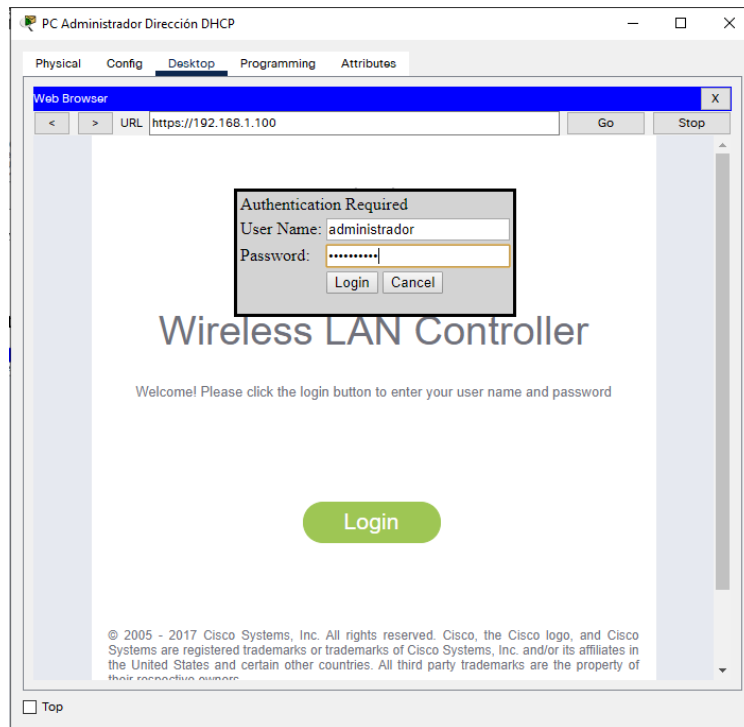 PC Administrador Dirección DHCP
Physical Config Desktop Programming Attributes
Web Browser X
< > URL https://192.168.1.100 Go Stop
Authentication Required
User Name: administrador
Password: ••••••••••
Login Cancel
Wireless LAN Controller
Welcome! Please click the login button to enter your user name and password
Login
© 2005 - 2017 Cisco Systems, Inc. All rights reserved. Cisco, the Cisco logo, and Cisco
Systems are registered trademarks or trademarks of Cisco Systems, Inc. and/or its affiliates in
the United States and certain other countries. All third party trademarks are the property of
their respective owners.
Top